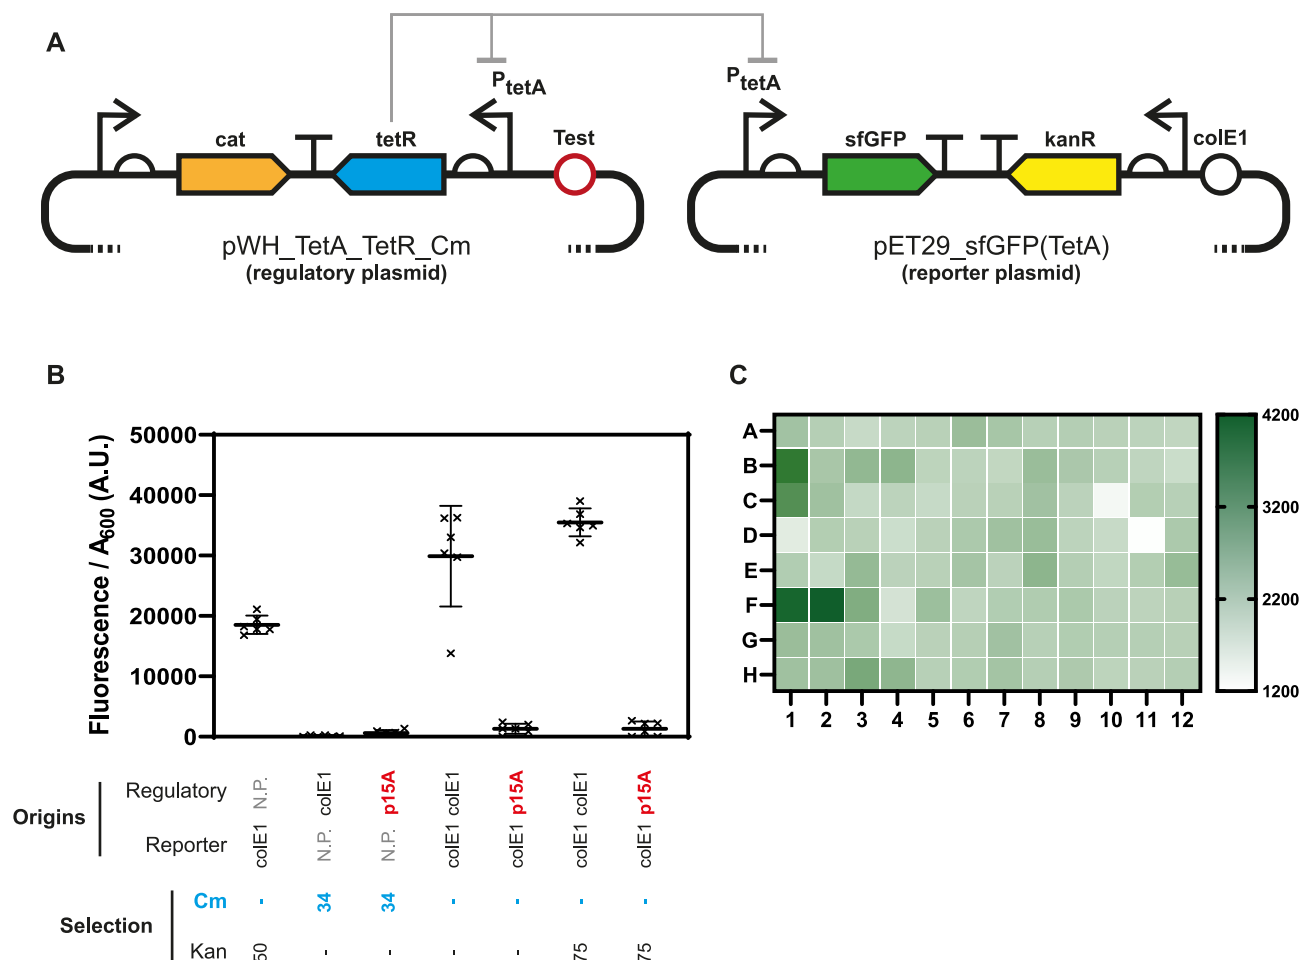 A
PtetA
PtetA
cat
tetR
Test
sfGFP
kanR
colE1
pWH_TetA_TetR_Cm
(regulatory plasmid)
pET29_sfGFP(TetA)
(reporter plasmid)
B
Fluorescence / A600 (A.U.)
50000
40000
30000
20000
10000
0
Origins
Regulatory
N.P.
colE1
p15A
colE1
p15A
colE1
p15A
Reporter
colE1
N.P.
N.P.
colE1
colE1
colE1
colE1
Selection
Cm
- 34 34 - - - -
Kan
50 - - - - 75 75
C
A
B
C
D
E
F
G
H
1 2 3 4 5 6 7 8 9 10 11 12
4200
3200
2200
1200